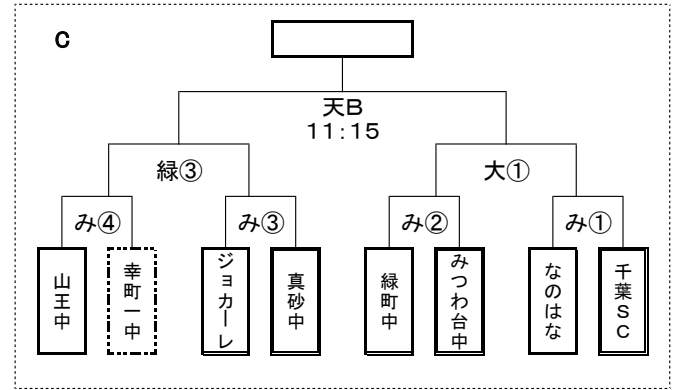 C
天B
11:15
緑③
大①
み④
み③
み②
み①
山王中
幸町一中
ジョカーレ
真砂中
緑町中
みつわ台中
なのはな
千葉SC